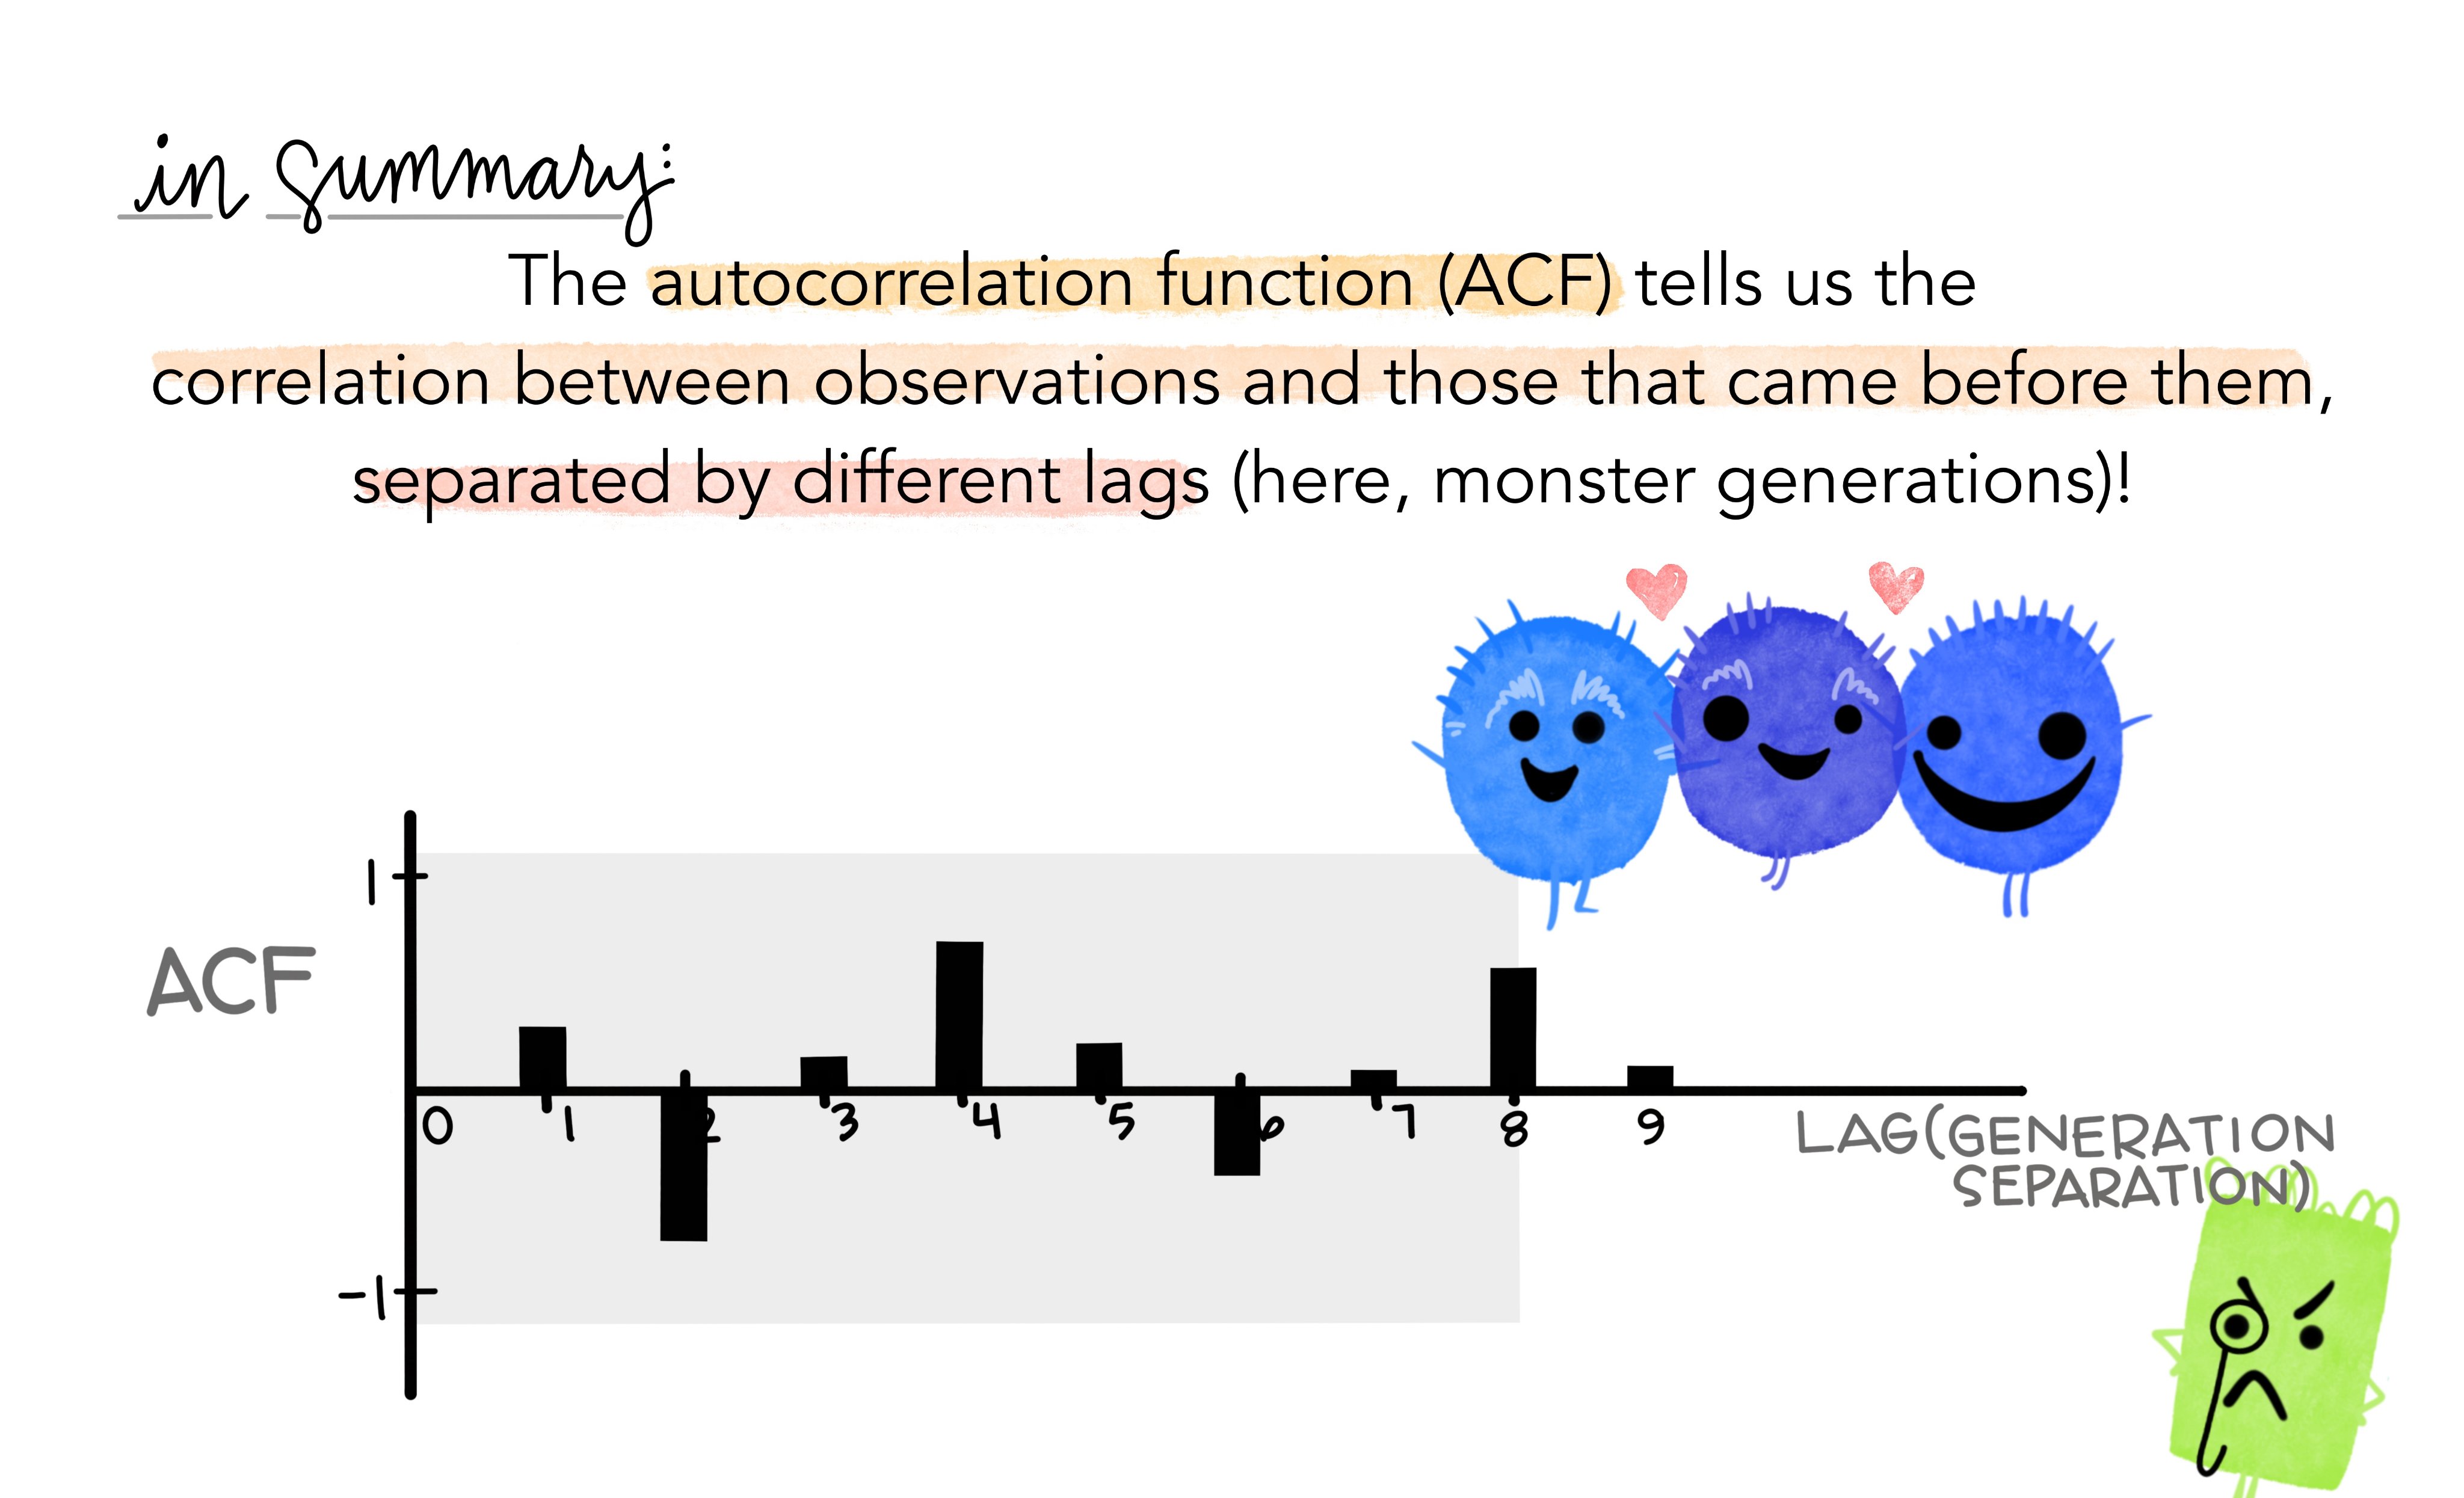 in summary:
The autocorrelation function (ACF) tells us the
correlation between observations and those that came before them,
separated by different lags (here, monster generations)!
1
ACF
-1
0 1 2 3 4 5 6 7 8 9
LAG (GENERATION
SEPARATION)